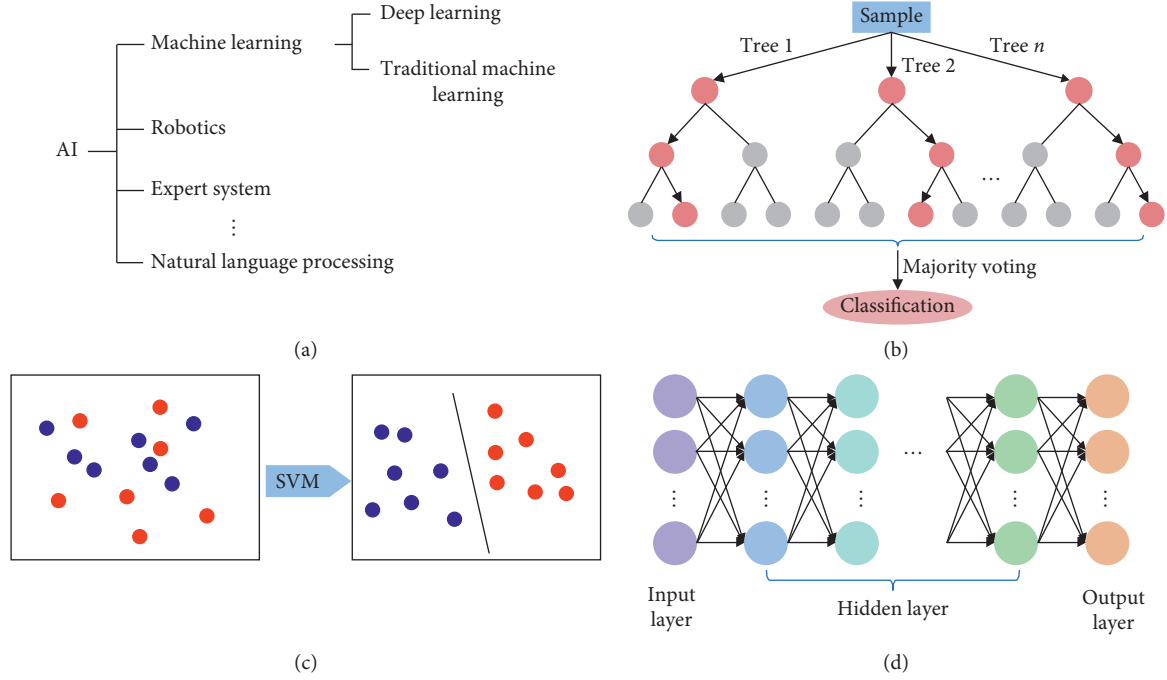 Deep learning
Machine learning
Traditional machine
learning
Robotics
AI
Expert system
⋮
Natural language processing
(a)
Sample
Tree 1
Tree 2
Tree n
...
Majority voting
Classification
(b)
SVM
(c)
...
⋮ ⋮ ⋮ ⋮ ⋮
Input
layer
Hidden layer
Output
layer
(d)